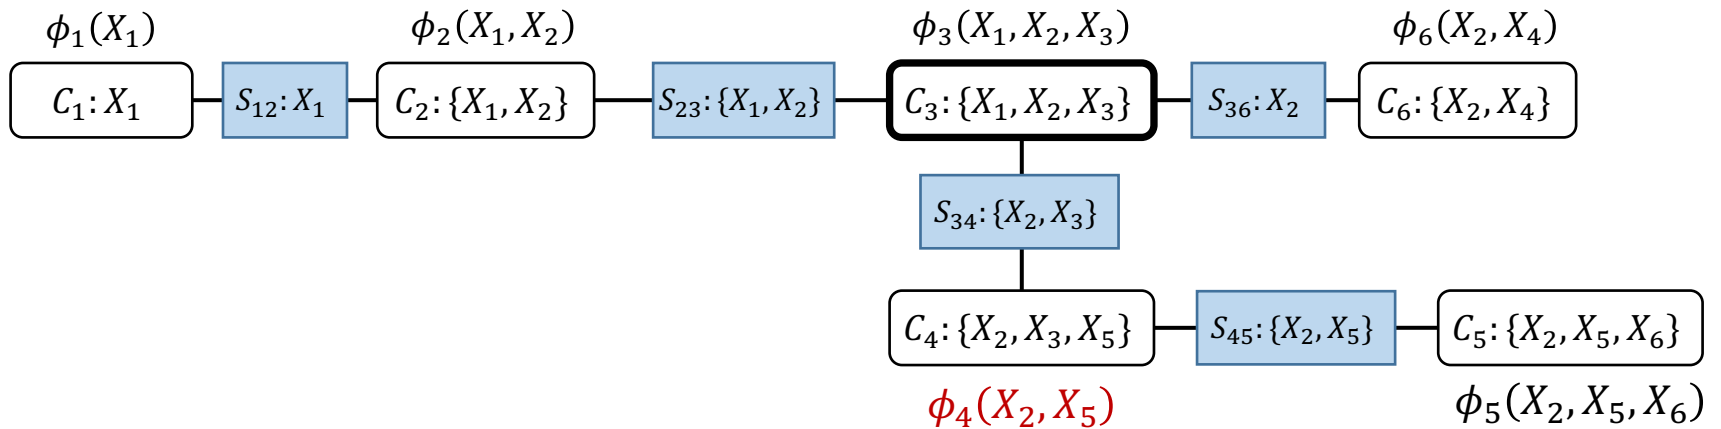 ϕ₁(X₁) ϕ₂(X₁, X₂) ϕ₃(X₁, X₂, X₃) ϕ₆(X₂, X₄)
C₁: X₁ S₁₂: X₁ C₂: {X₁, X₂} S₂₃: {X₁, X₂} C₃: {X₁, X₂, X₃} S₃₆: X₂ C₆: {X₂, X₄}
S₃₄: {X₂, X₃}
C₄: {X₂, X₃, X₅} S₄₅: {X₂, X₅} C₅: {X₂, X₅, X₆}
ϕ₄(X₂, X₅) ϕ₅(X₂, X₅, X₆)